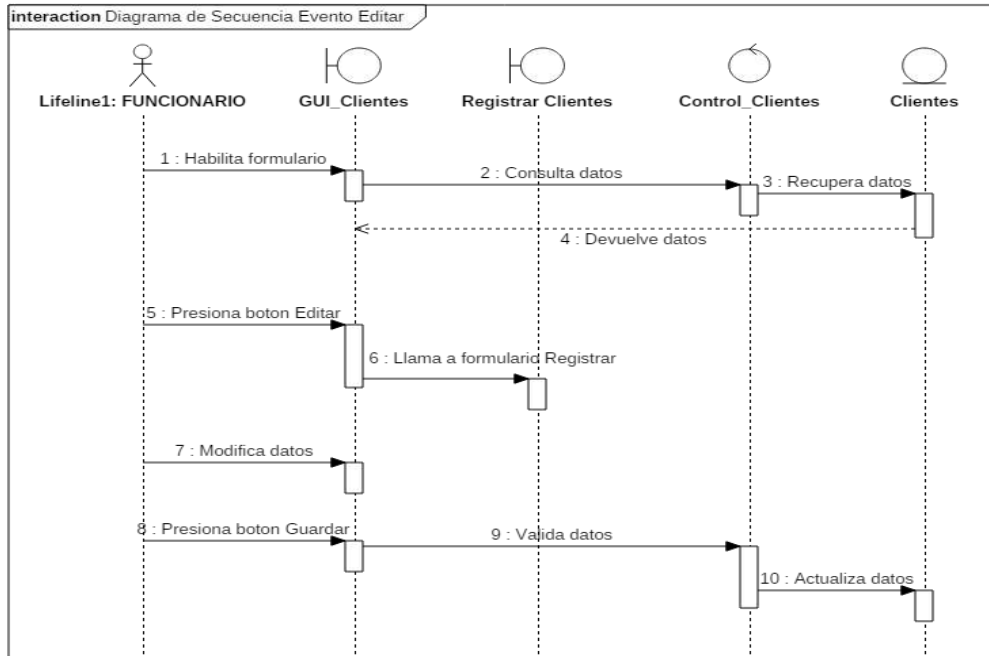 interaction Diagrama de Secuencia Evento Editar
Lifeline1: FUNCIONARIO
GUI_Clientes
Registrar Clientes
Control_Clientes
Clientes
1 : Habilita formulario
2 : Consulta datos
3 : Recupera datos
4 : Devuelve datos
5 : Presiona boton Editar
6 : Llama a formulario Registrar
7 : Modifica datos
8 : Presiona boton Guardar
9 : Valida datos
10 : Actualiza datos